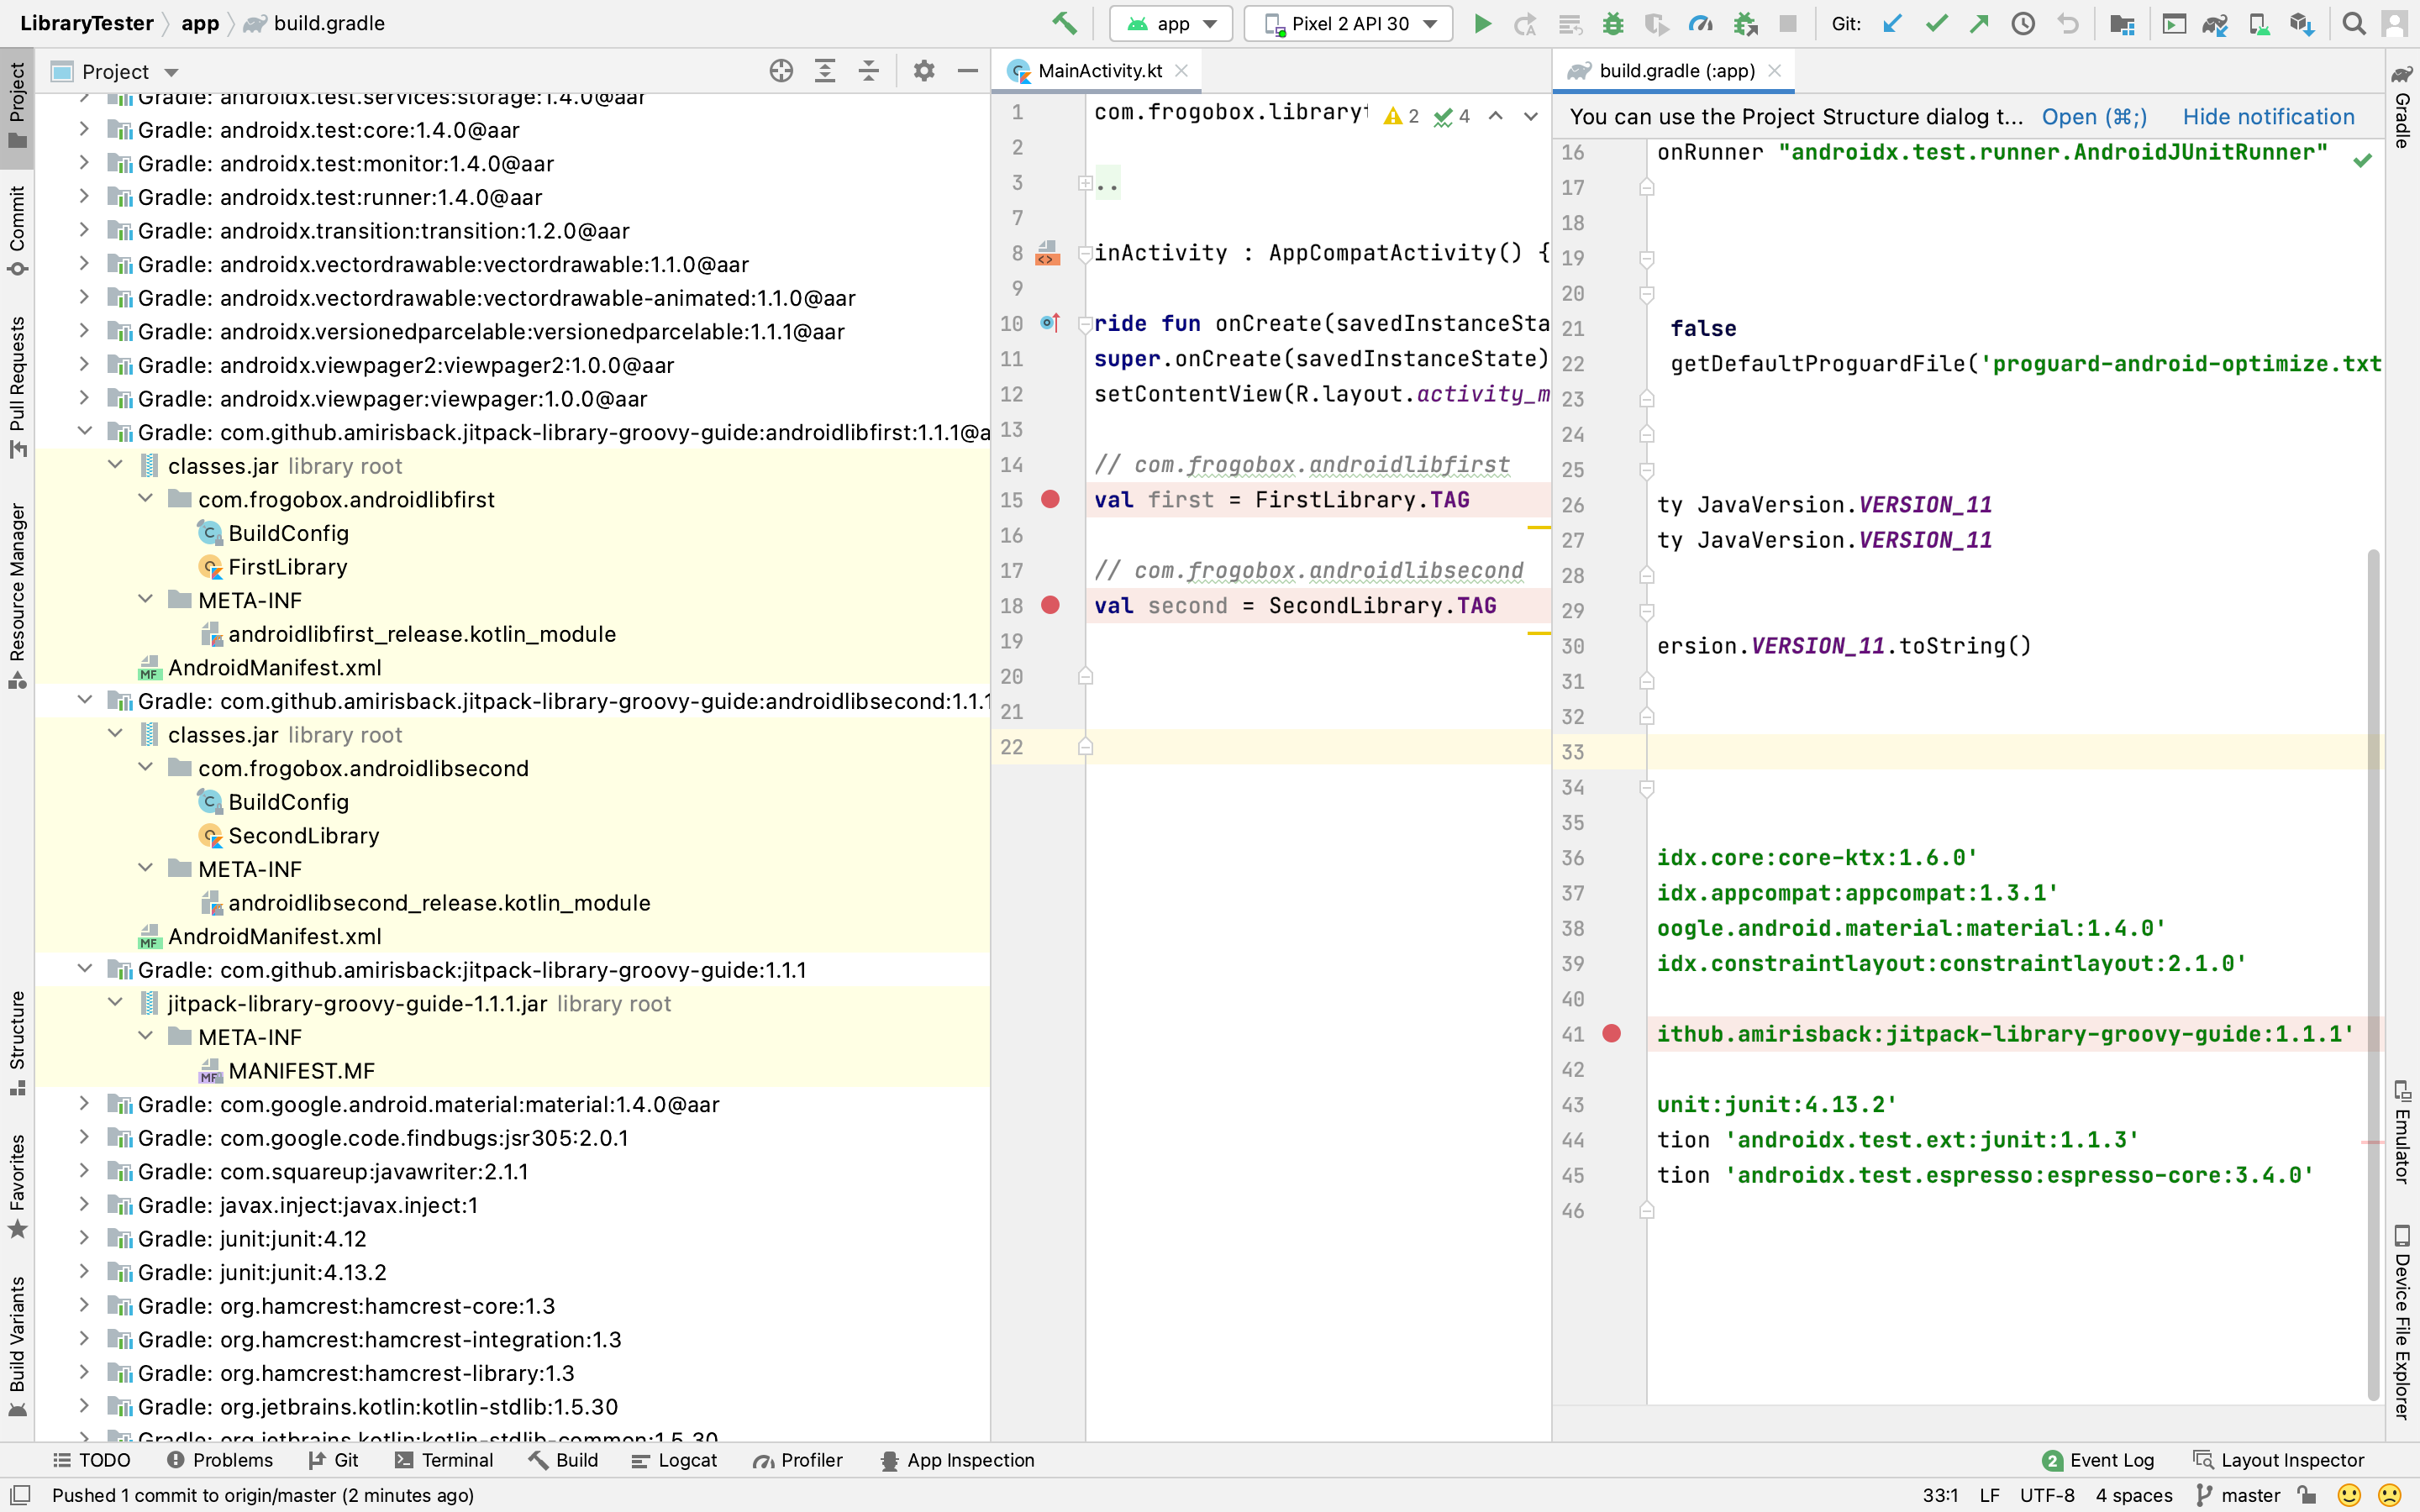 LibraryTester app build.gradle
app Pixel 2 API 30 Git:
Project
Commit
Pull Requests
Resource Manager
Structure
Favorites
Build Variants
Project
Gradle: androidx.test.services:storage:1.4.0@aar
Gradle: androidx.test:core:1.4.0@aar
Gradle: androidx.test:monitor:1.4.0@aar
Gradle: androidx.test:runner:1.4.0@aar
Gradle: androidx.transition:transition:1.2.0@aar
Gradle: androidx.vectordrawable:vectordrawable:1.1.0@aar
Gradle: androidx.vectordrawable:vectordrawable-animated:1.1.0@aar
Gradle: androidx.versionedparcelable:versionedparcelable:1.1.1@aar
Gradle: androidx.viewpager2:viewpager2:1.0.0@aar
Gradle: androidx.viewpager:viewpager:1.0.0@aar
Gradle: com.github.amirisback.jitpack-library-groovy-guide:androidlibfirst:1.1.1@a
classes.jar library root
com.frogobox.androidlibfirst
BuildConfig
FirstLibrary
META-INF
androidlibfirst_release.kotlin_module
MF AndroidManifest.xml
Gradle: com.github.amirisback.jitpack-library-groovy-guide:androidlibsecond:1.1.1
classes.jar library root
com.frogobox.androidlibsecond
BuildConfig
SecondLibrary
META-INF
androidlibsecond_release.kotlin_module
MF AndroidManifest.xml
Gradle: com.github.amirisback:jitpack-library-groovy-guide:1.1.1
jitpack-library-groovy-guide-1.1.1.jar library root
META-INF
MF MANIFEST.MF
Gradle: com.google.android.material:material:1.4.0@aar
Gradle: com.google.code.findbugs:jsr305:2.0.1
Gradle: com.squareup:javawriter:2.1.1
Gradle: javax.inject:javax.inject:1
Gradle: junit:junit:4.12
Gradle: junit:junit:4.13.2
Gradle: org.hamcrest:hamcrest-core:1.3
Gradle: org.hamcrest:hamcrest-integration:1.3
Gradle: org.hamcrest:hamcrest-library:1.3
Gradle: org.jetbrains.kotlin:kotlin-stdlib:1.5.30
Gradle: org.jetbrains.kotlin:kotlin-stdlib-common:1.5.30
MainActivity.kt
1 com.frogobox.library 2 4
2
3 ..
7
8 inActivity : AppCompatActivity() {
9
10 ride fun onCreate(savedInstanceSta
11 super.onCreate(savedInstanceState)
12 setContentView(R.layout.activity_m
13
14 // com.frogobox.androidlibfirst
15 val first = FirstLibrary.TAG
16
17 // com.frogobox.androidlibsecond
18 val second = SecondLibrary.TAG
19
20
21
22
build.gradle (:app)
You can use the Project Structure dialog t... Open (⌘;) Hide notification
16 onRunner "androidx.test.runner.AndroidJUnitRunner"
17
18
19
20
21 false
22 getDefaultProguardFile('proguard-android-optimize.txt
23
24
25
26 ty JavaVersion.VERSION_11
27 ty JavaVersion.VERSION_11
28
29
30 ersion.VERSION_11.toString()
31
32
33
34
35
36 idx.core:core-ktx:1.6.0'
37 idx.appcompat:appcompat:1.3.1'
38 oogle.android.material:material:1.4.0'
39 idx.constraintlayout:constraintlayout:2.1.0'
40
41 ithub.amirisback:jitpack-library-groovy-guide:1.1.1'
42
43 unit:junit:4.13.2'
44 tion 'androidx.test.ext:junit:1.1.3'
45 tion 'androidx.test.espresso:espresso-core:3.4.0'
46
Gradle
Emulator
Device File Explorer
TODO Problems Git Terminal Build Logcat Profiler App Inspection 2 Event Log Layout Inspector
Pushed 1 commit to origin/master (2 minutes ago) 33:1 LF UTF-8 4 spaces master